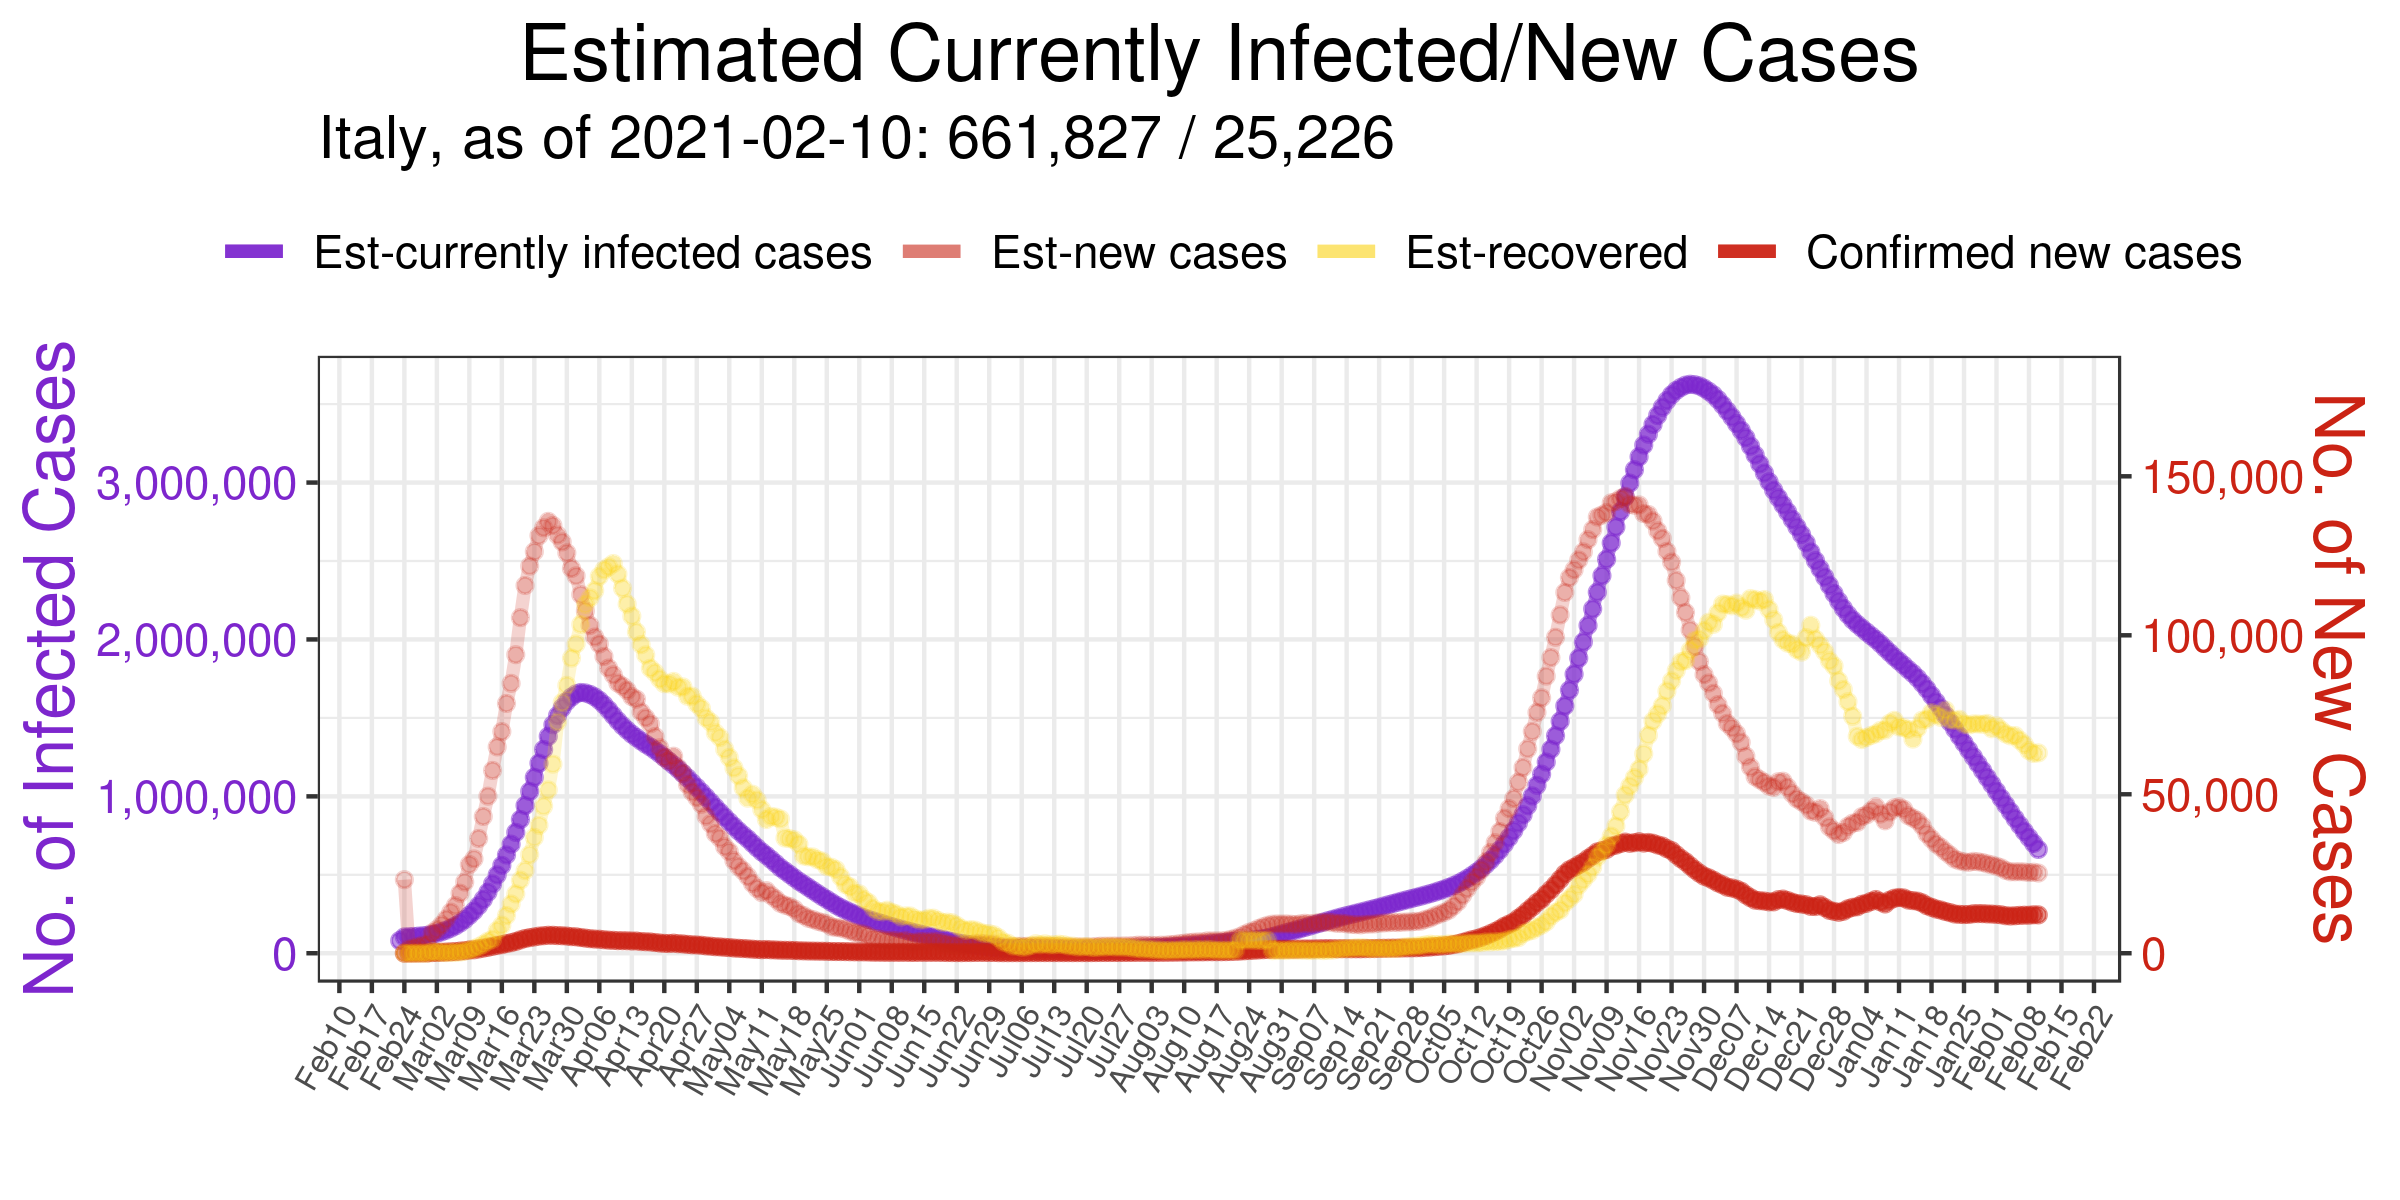 Estimated Currently Infected/New Cases
Italy, as of 2021-02-10: 661,827 / 25,226
Est-currently infected cases
Est-new cases
Est-recovered
Confirmed new cases
No. of Infected Cases
3,000,000
2,000,000
1,000,000
0
150,000
100,000
50,000
0
No. of New Cases
Feb10
Feb17
Feb24
Mar02
Mar09
Mar16
Mar23
Mar30
Apr06
Apr13
Apr20
Apr27
May04
May11
May18
May25
Jun01
Jun08
Jun15
Jun22
Jun29
Jul06
Jul13
Jul20
Jul27
Aug03
Aug10
Aug17
Aug24
Aug31
Sep07
Sep14
Sep21
Sep28
Oct05
Oct12
Oct19
Oct26
Nov02
Nov09
Nov16
Nov23
Nov30
Dec07
Dec14
Dec21
Dec28
Jan04
Jan11
Jan18
Jan25
Feb01
Feb08
Feb15
Feb22